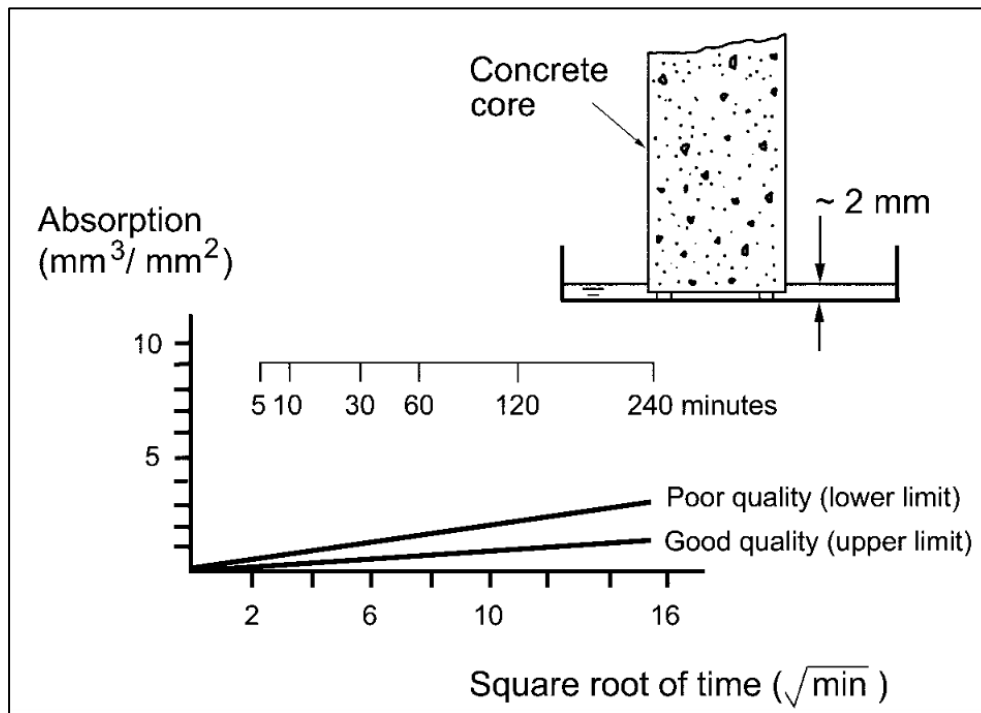 Concrete
core
~ 2 mm
Absorption
(mm³/ mm²)
10
5 10 30 60 120 240 minutes
5
Poor quality (lower limit)
Good quality (upper limit)
2 6 10 16
Square root of time (√min )